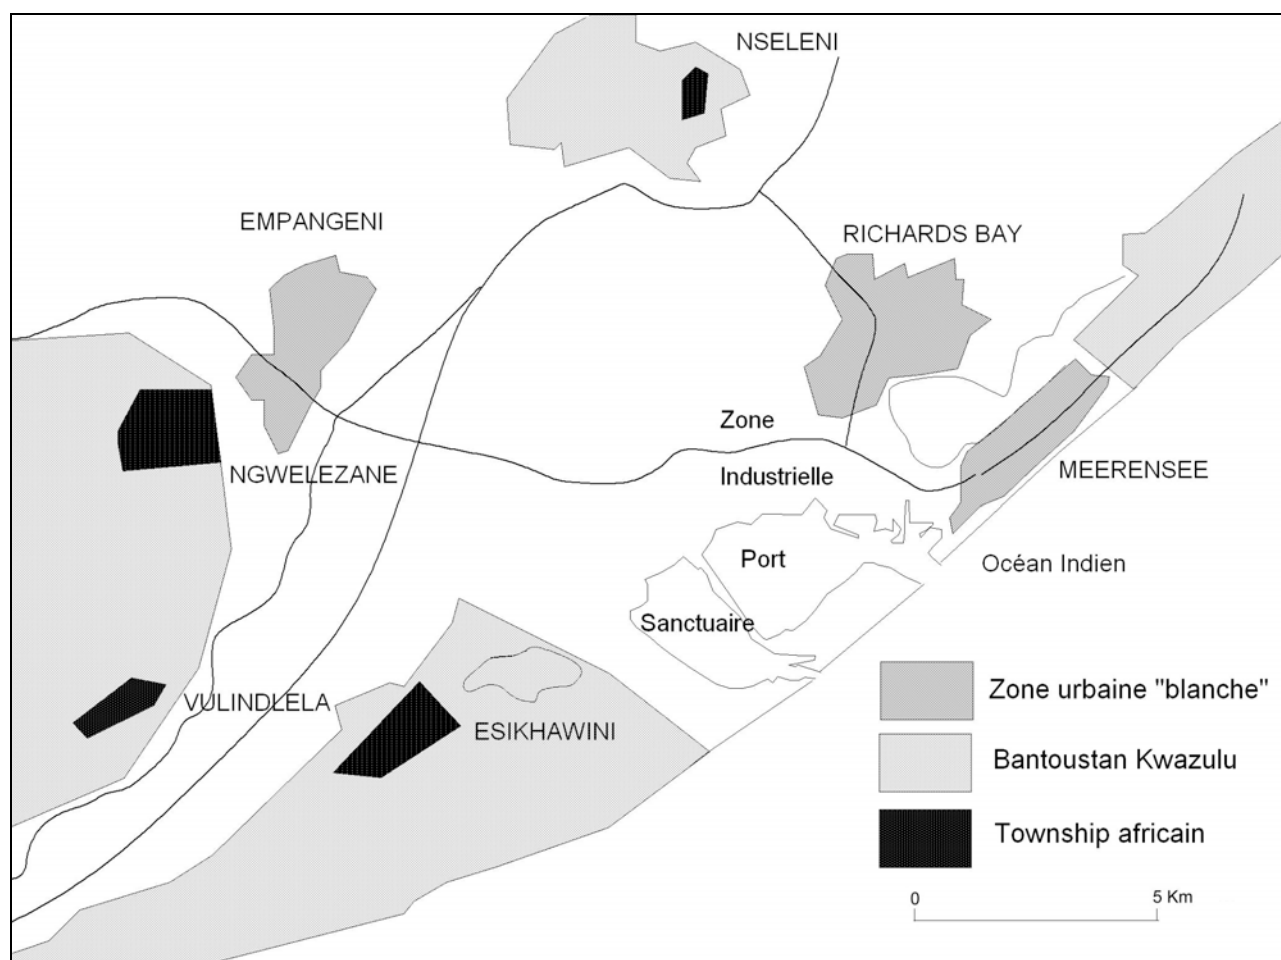 NSELENI
EMPANGENI
RICHARDS BAY
Zone
Industrielle
NGWELEZANE
MEERENSEE
Port
Océan Indien
Sanctuaire
VULINDLELA
ESIKHAWINI
Zone urbaine "blanche"
Bantoustan Kwazulu
Township africain
0
5 Km